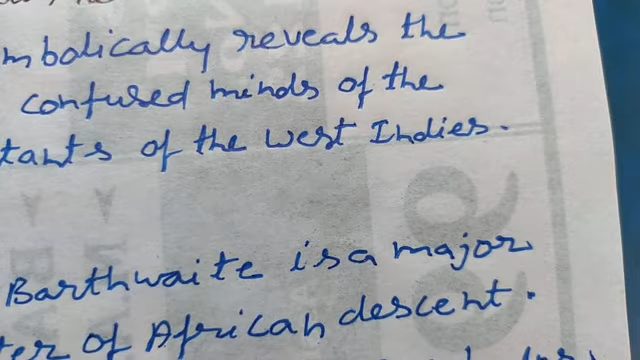 mbolically reveals the
confused minds of the
tants of the West Indies.
Barthwaite is a major
ter of African descent.